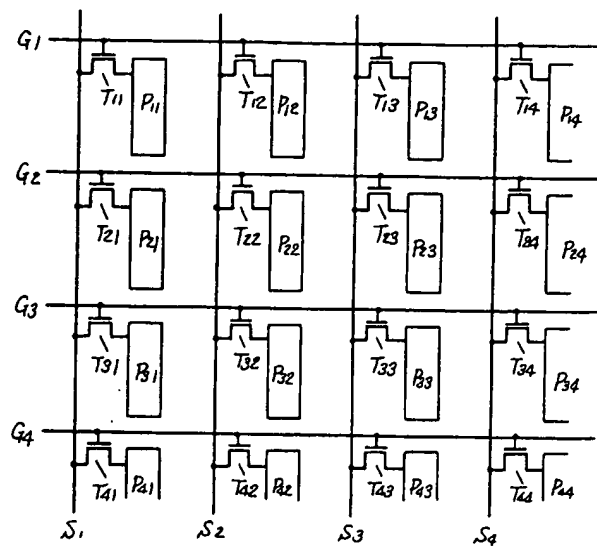 G1
T11 P11 T12 P12 T13 P13 T14 P14
G2
T21 P21 T22 P22 T23 P23 T24 P24
G3
T31 P31 T32 P32 T33 P33 T34 P34
G4
T41 P41 T42 P42 T43 P43 T44 P44
S1 S2 S3 S4